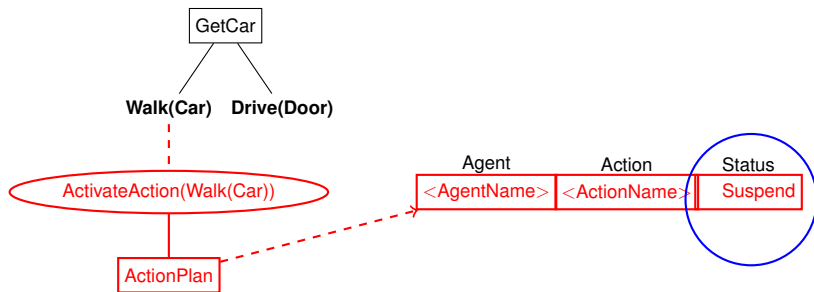 GetCar
Walk(Car) Drive(Door)
Agent Action Status
ActivateAction(Walk(Car)) <AgentName> <ActionName> Suspend
ActionPlan